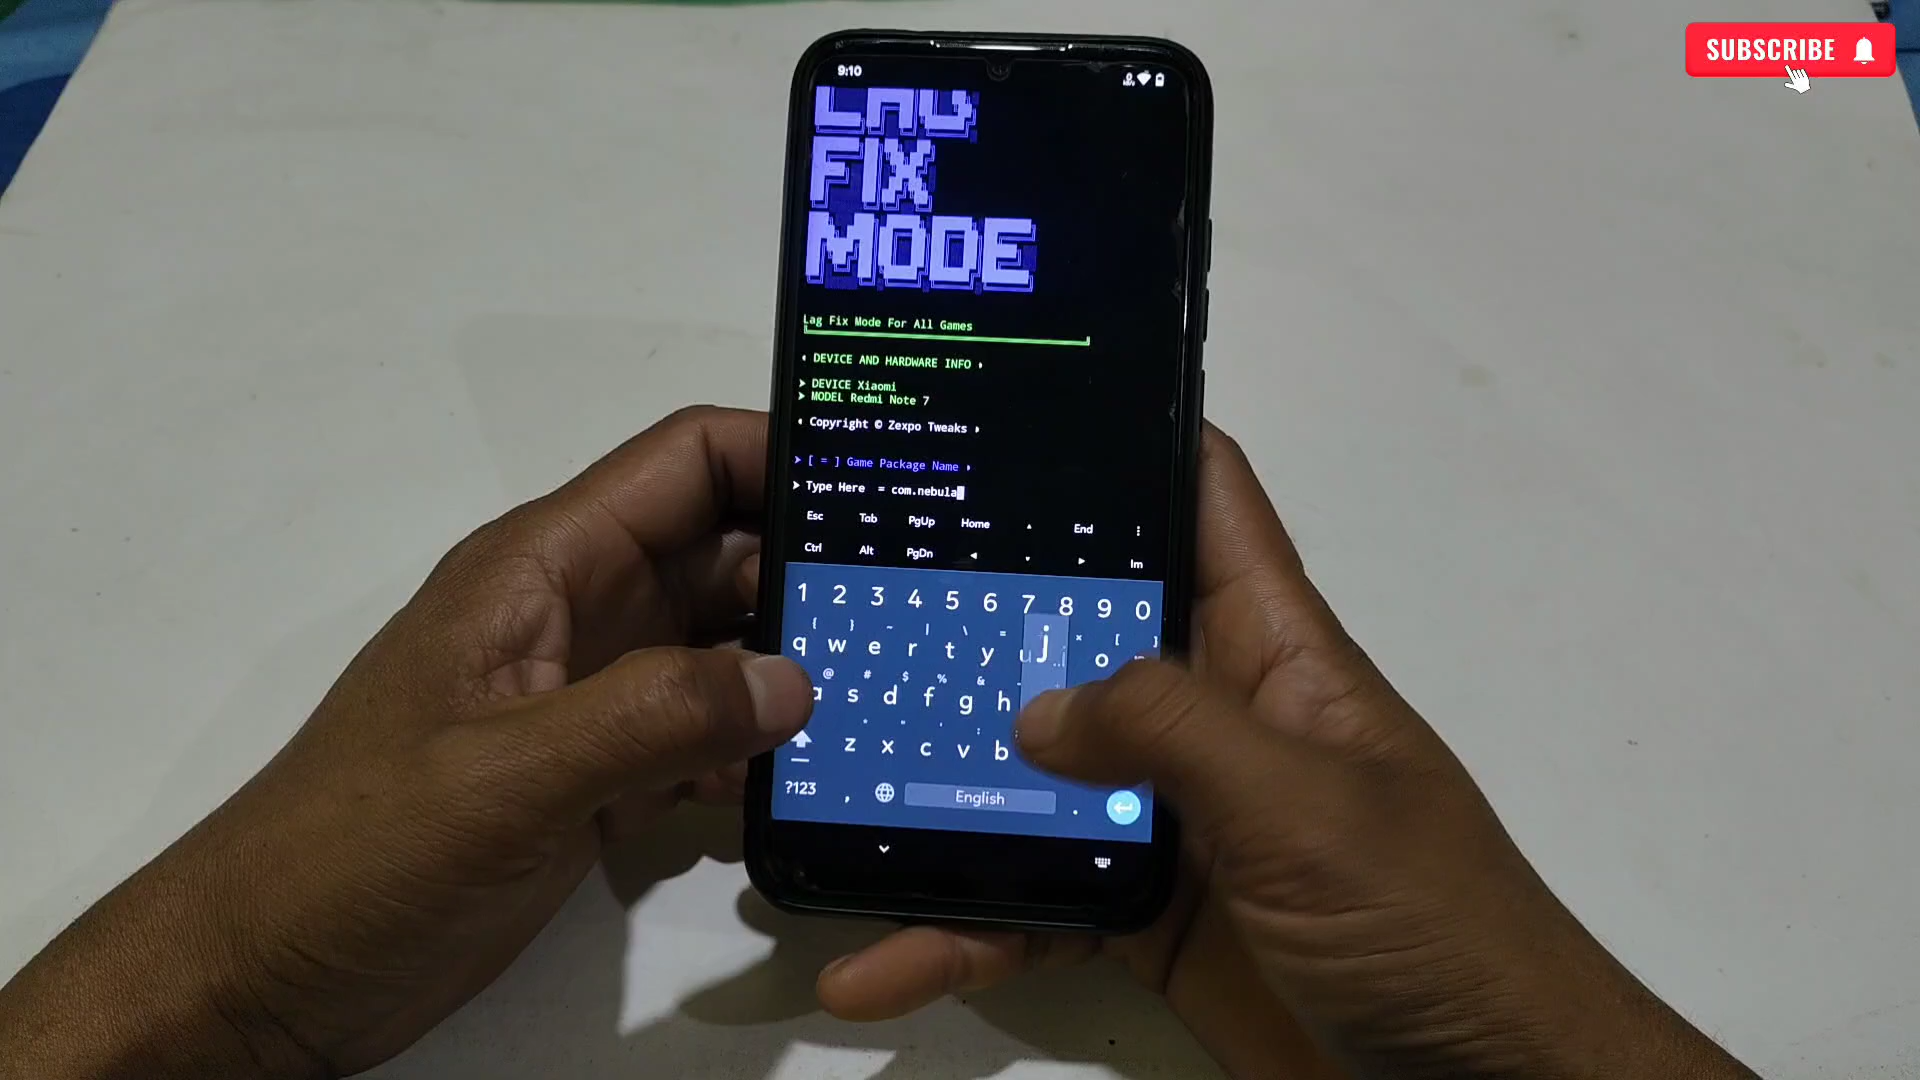 SUBSCRIBE
9:10
LAG
FIX
MODE
Lag Fix Mode For All Games
DEVICE AND HARDWARE INFO
> DEVICE Xiaomi
> MODEL Redmi Note 7
Copyright © Zexpo Tweaks
> [ = ] Game Package Name
> Type Here = com.nebula
Esc Tab PgUp Home End
Ctrl Alt PgDn Im
1 2 3 4 5 6 7 8 9 0
{ } ~ | \ = × [ ]
q w e r t y u j i o
@ # $ % &
a s d f g h
* " ' :
z x c v b
?123 , English .